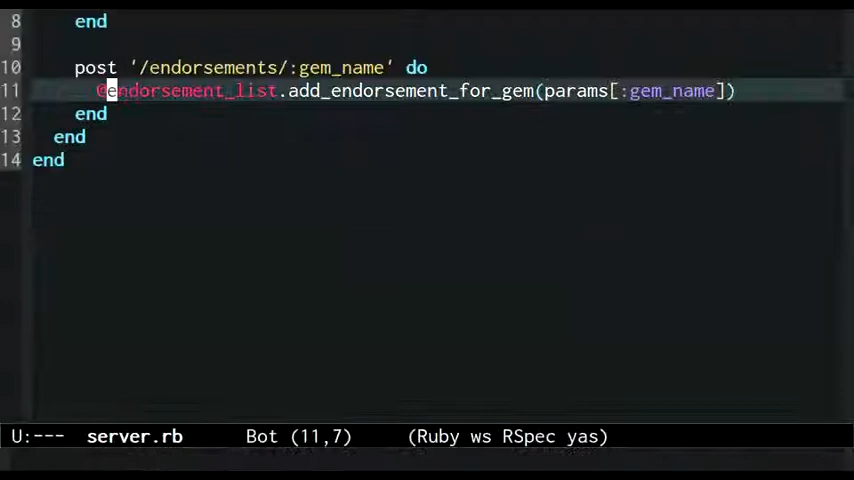 8 end
9
10 post '/endorsements/:gem_name' do
11 @endorsement_list.add_endorsement_for_gem(params[:gem_name])
12 end
13 end
14 end
U:--- server.rb Bot (11,7) (Ruby ws RSpec yas)